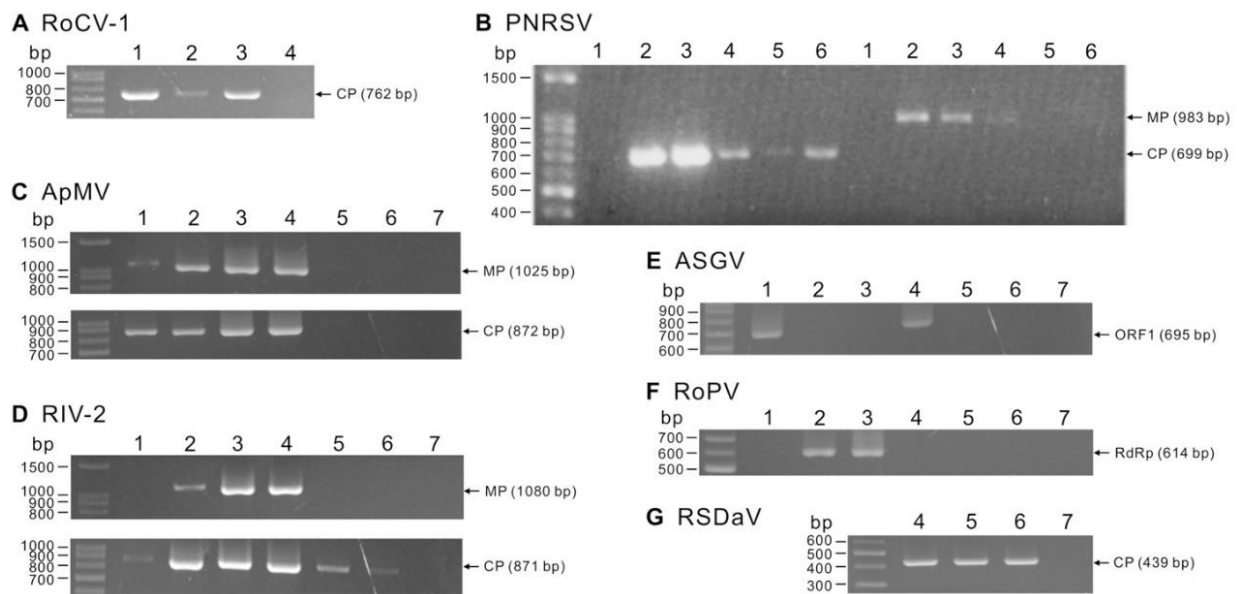 A RoCV-1
bp 1 2 3 4
1000
800
700
CP (762 bp)
B PNRSV
bp 1 2 3 4 5 6 1 2 3 4 5 6
1500
1000
900
800
700
600
500
400
MP (983 bp)
CP (699 bp)
C ApMV
bp 1 2 3 4 5 6 7
1500
1000
900
800
MP (1025 bp)
1000
900
800
700
CP (872 bp)
D RIV-2
bp 1 2 3 4 5 6 7
1500
1000
900
800
MP (1080 bp)
1000
900
800
700
CP (871 bp)
E ASGV
bp 1 2 3 4 5 6 7
900
800
700
600
ORF1 (695 bp)
F RoPV
bp 1 2 3 4 5 6 7
700
600
500
RdRp (614 bp)
G RSDaV
bp 4 5 6 7
600
500
400
300
CP (439 bp)